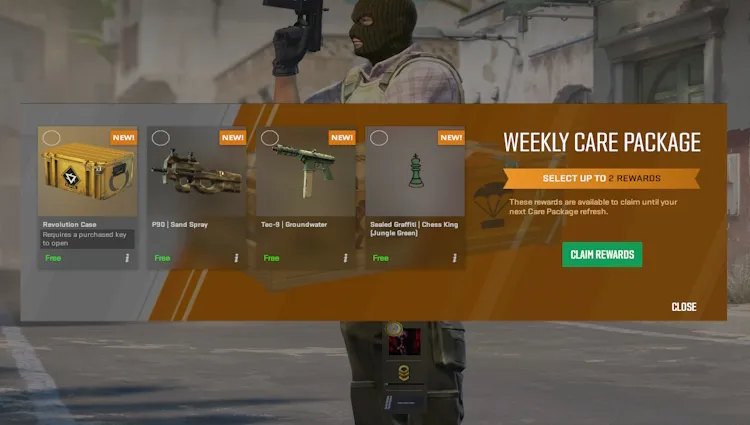 NEW!
NEW!
NEW!
NEW!
Revolution Case
Requires a purchased key
to open
Free
i
P90 | Sand Spray
Free
i
Tec-9 | Groundwater
Free
i
Sealed Graffiti | Chess King
(Jungle Green)
Free
i
WEEKLY CARE PACKAGE
SELECT UP TO 2 REWARDS
These rewards are available to claim until your
next Care Package refresh.
CLAIM REWARDS
CLOSE